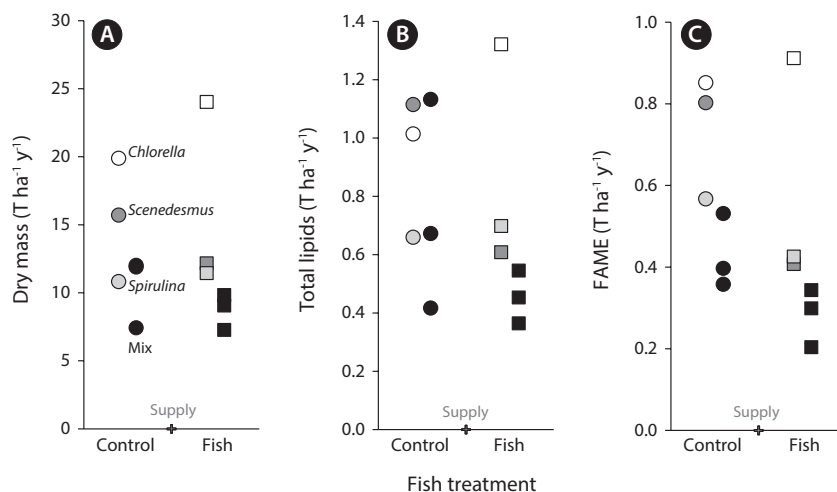 A
B
C
30
25
20
15
10
5
0
Dry mass (T ha⁻¹ y⁻¹)
Chlorella
Scenedesmus
Spirulina
Mix
Supply
Control
Fish
1.4
1.2
1.0
0.8
0.6
0.4
0.2
0.0
Total lipids (T ha⁻¹ y⁻¹)
Supply
Control
Fish
1.0
0.8
0.6
0.4
0.2
0.0
FAME (T ha⁻¹ y⁻¹)
Supply
Control
Fish
Fish treatment